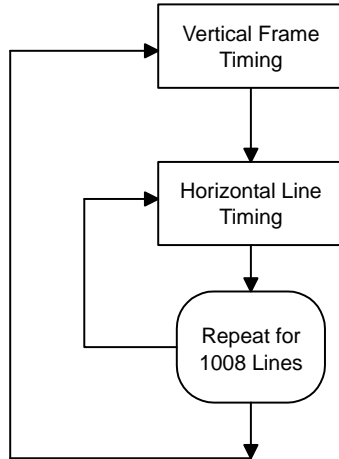 Vertical Frame
Timing
Horizontal Line
Timing
Repeat for
1008 Lines